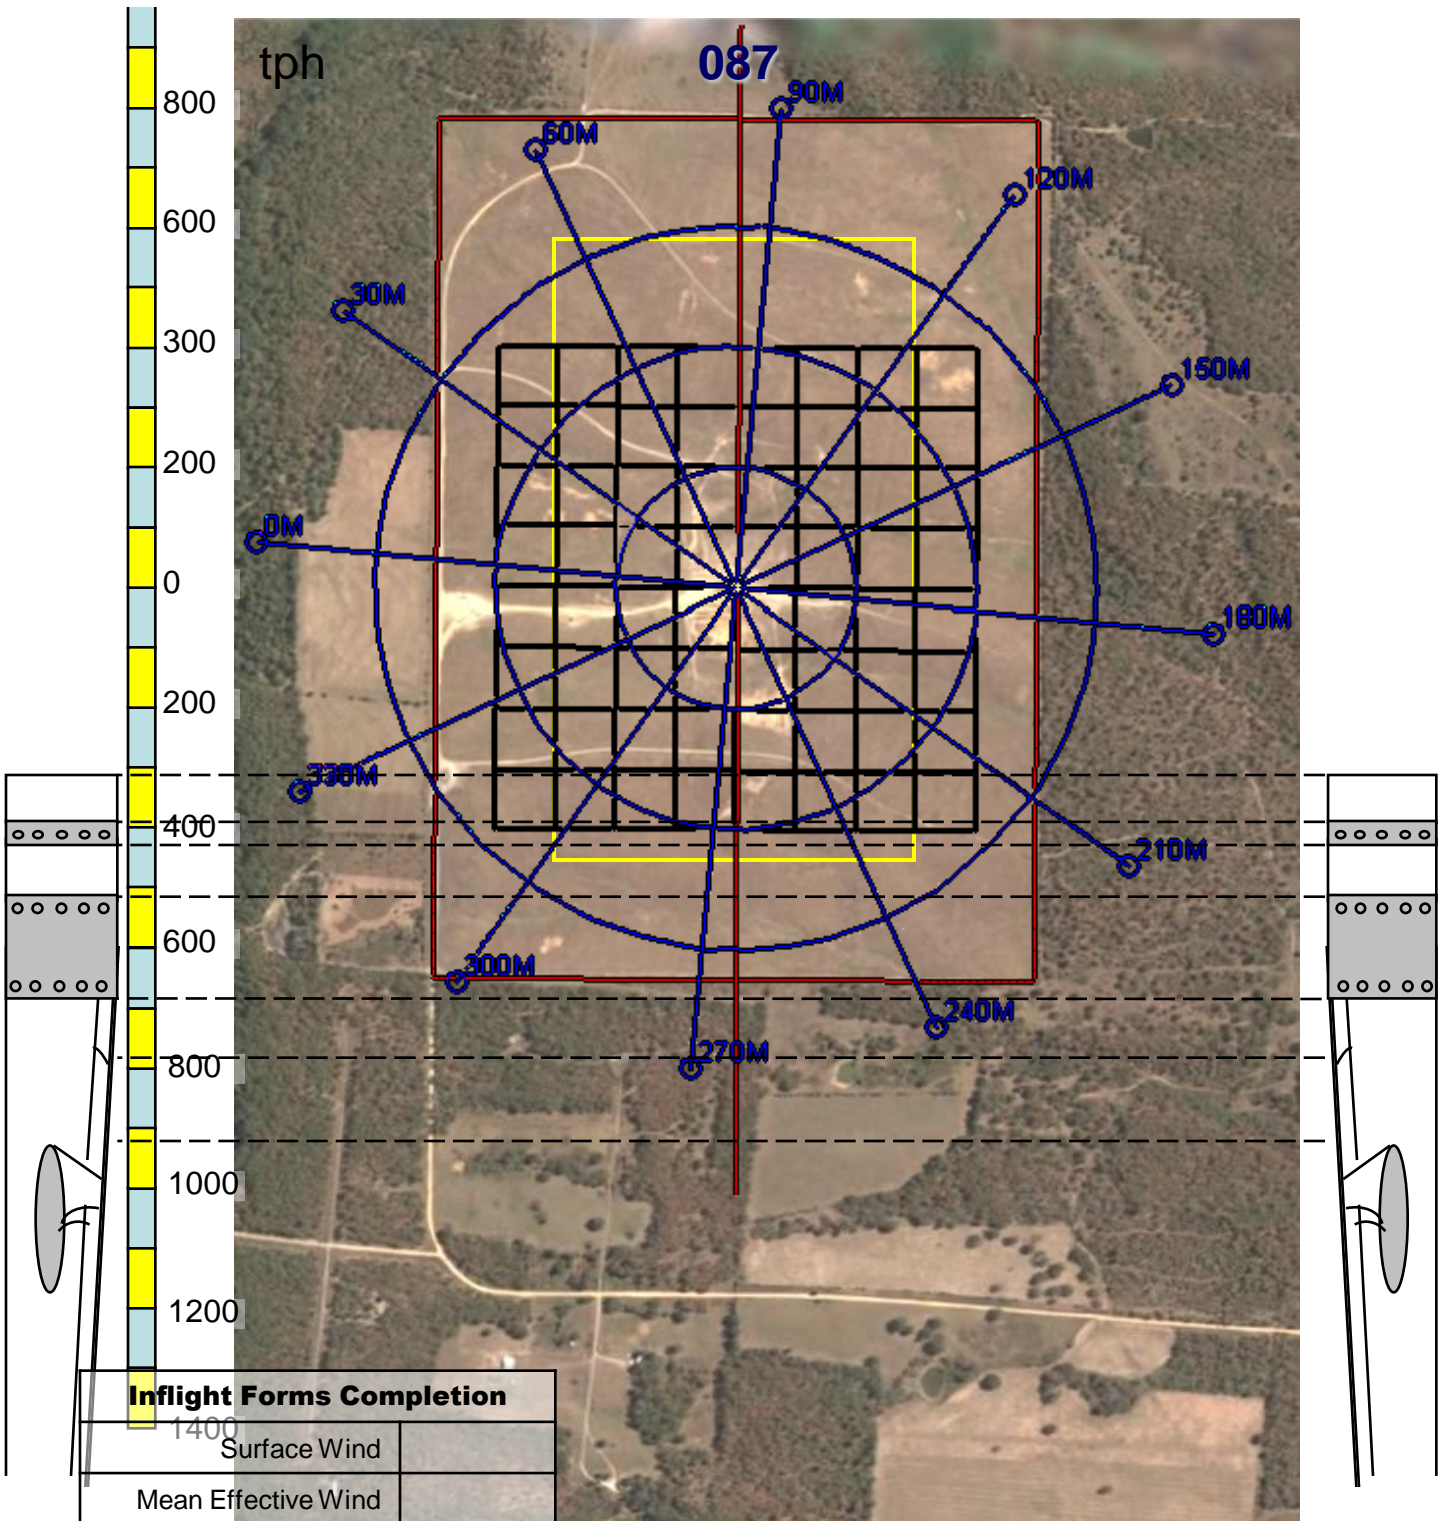 tph
087
800
90M
60M
120M
600
30M
300
150M
200
0M
0
180M
200
330M
400
210M
600
300M
240M
270M
800
1000
1200
Inflight Forms Completion
1400
Surface Wind
Mean Effective Wind